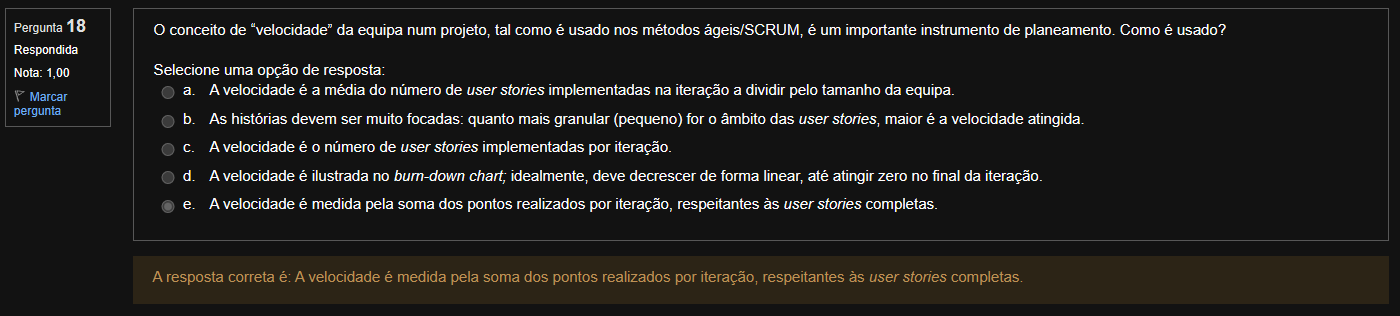 Pergunta 18
Respondida
Nota: 1,00
Marcar
pergunta
O conceito de “velocidade” da equipa num projeto, tal como é usado nos métodos ágeis/SCRUM, é um importante instrumento de planeamento. Como é usado?
Selecione uma opção de resposta:
a. A velocidade é a média do número de user stories implementadas na iteração a dividir pelo tamanho da equipa.
b. As histórias devem ser muito focadas: quanto mais granular (pequeno) for o âmbito das user stories, maior é a velocidade atingida.
c. A velocidade é o número de user stories implementadas por iteração.
d. A velocidade é ilustrada no burn-down chart; idealmente, deve decrescer de forma linear, até atingir zero no final da iteração.
e. A velocidade é medida pela soma dos pontos realizados por iteração, respeitantes às user stories completas.
A resposta correta é: A velocidade é medida pela soma dos pontos realizados por iteração, respeitantes às user stories completas.